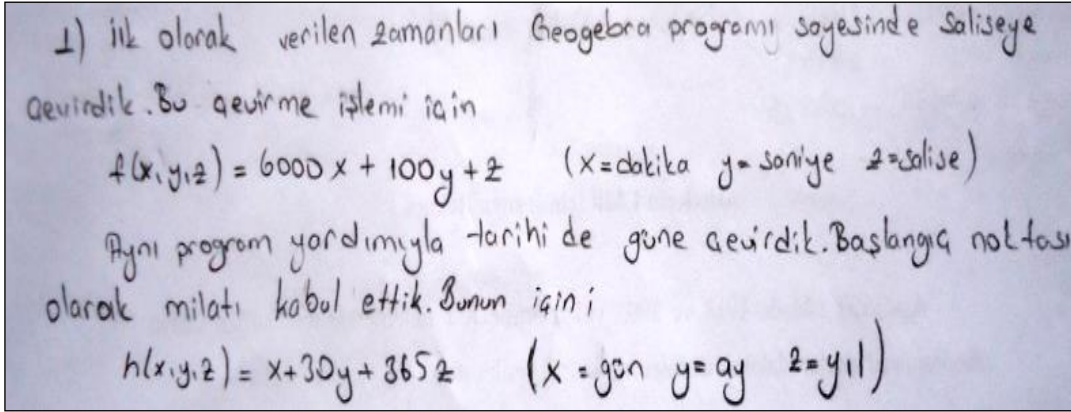 1) İlk olarak verilen zamanları Geogebra programı sayesinde saliseye
çevirdik. Bu çevirme işlemi için
f(x,y,z) = 6000x + 100y + z (x=dakika y=saniye z=salise)
Aynı program yardımıyla tarihi de güne çevirdik. Başlangıç noktası
olarak milatı kabul ettik. Bunun için;
h(x,y,z) = x+30y+365z (x=gün y=ay z=yıl)